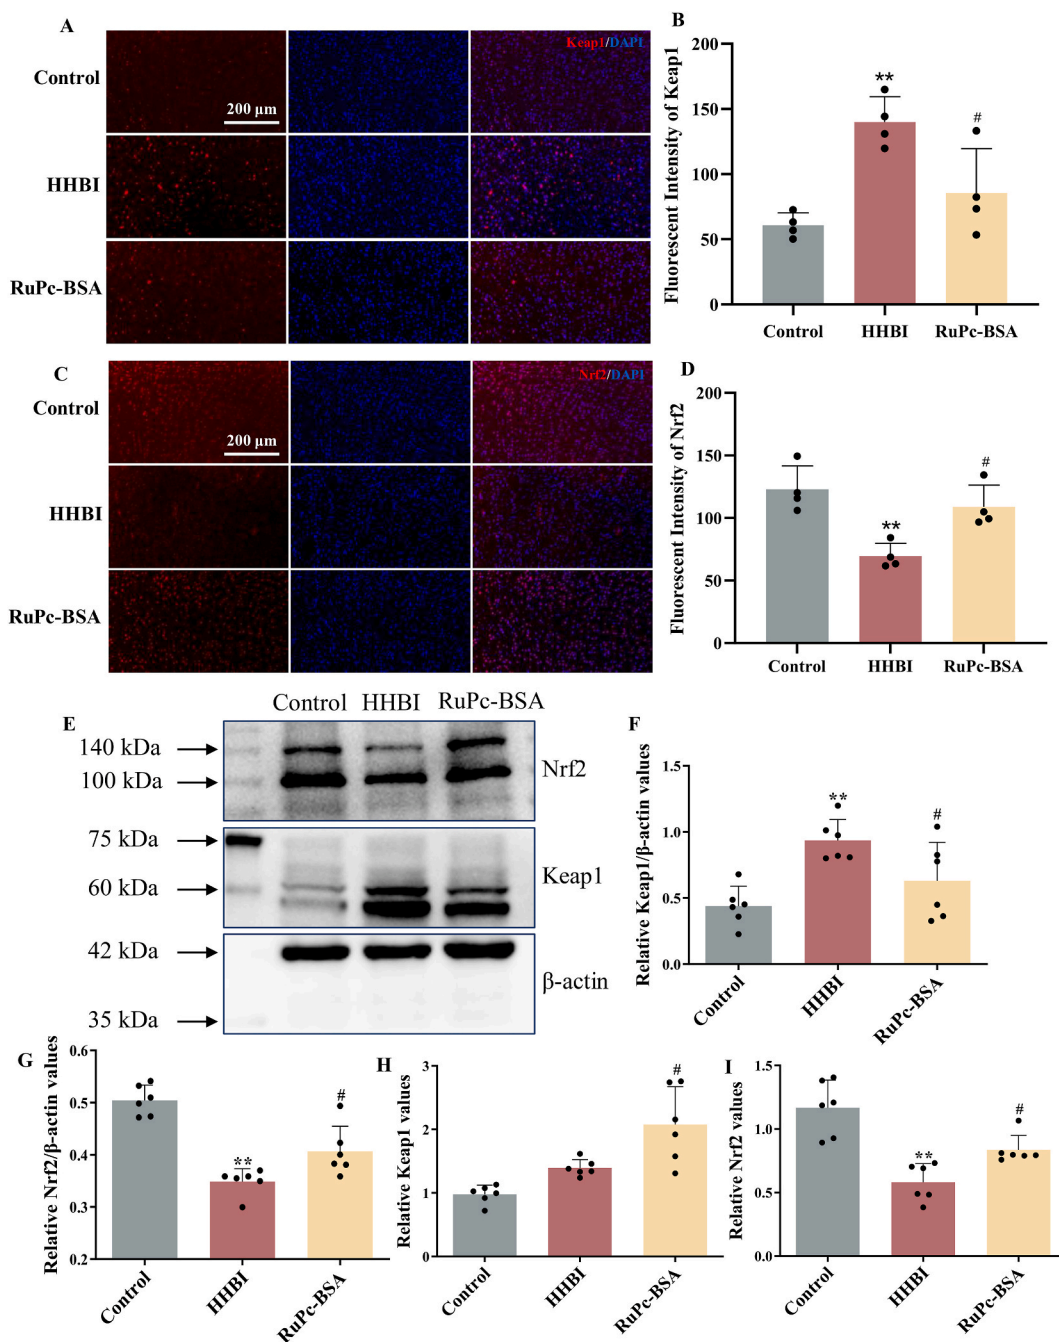 A
Keap1/DAPI
Control
200 μm
HHBI
RuPc-BSA
B
Fluorescent Intensity of Keap1
200
150
100
50
0
**
#
Control HHBI RuPc-BSA
C
Nrf2/DAPI
Control
200 μm
HHBI
RuPc-BSA
D
Fluorescent Intensity of Nrf2
200
150
100
50
0
**
#
Control HHBI RuPc-BSA
E
Control HHBI RuPc-BSA
140 kDa
100 kDa
Nrf2
75 kDa
60 kDa
Keap1
42 kDa
β-actin
35 kDa
F
Relative Keap1/β-actin values
1.5
1.0
0.5
0.0
**
#
Control HHBI RuPc-BSA
G
Relative Nrf2/β-actin values
0.6
0.5
0.4
0.3
0.2
**
#
Control HHBI RuPc-BSA
H
Relative Keap1 values
3
2
1
0
#
Control HHBI RuPc-BSA
I
Relative Nrf2 values
1.5
1.0
0.5
0.0
**
#
Control HHBI RuPc-BSA